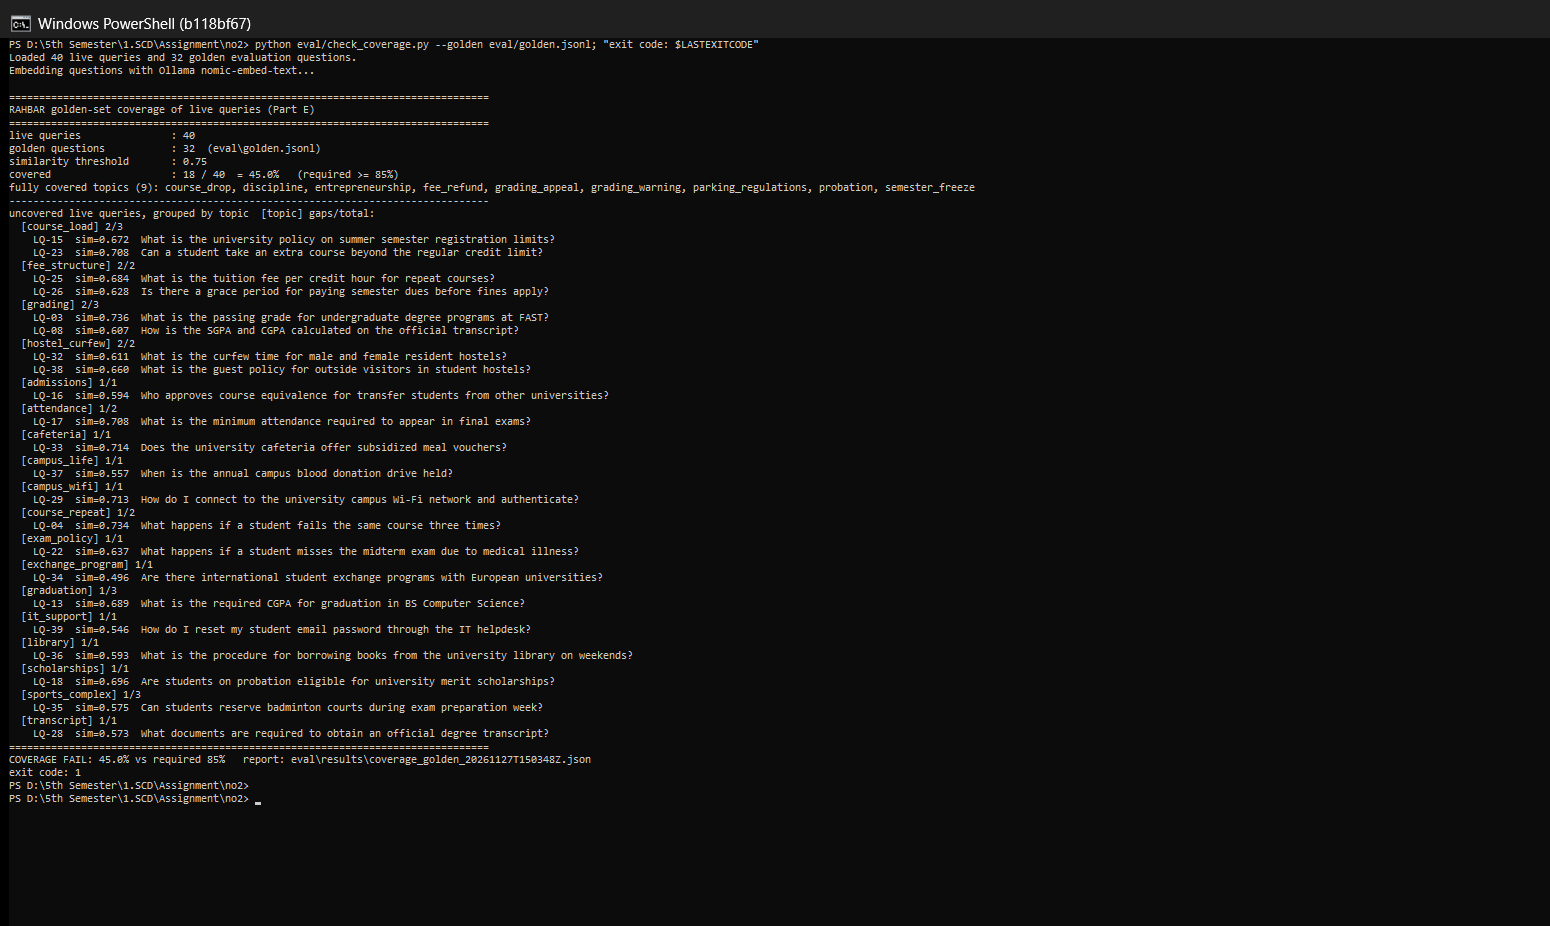 Windows PowerShell (b118bf67)
PS D:\5th Semester\1.SCD\Assignment\no2> python eval/check_coverage.py --golden eval/golden.jsonl; "exit code: $LASTEXITCODE"
Loaded 40 live queries and 32 golden evaluation questions.
Embedding questions with Ollama nomic-embed-text...
================================================================================
RAHBAR golden-set coverage of live queries (Part E)
================================================================================
live queries               : 40
golden questions           : 32  (eval\golden.jsonl)
similarity threshold       : 0.75
covered                    : 18 / 40  = 45.0%   (required >= 85%)
fully covered topics (9): course_drop, discipline, entrepreneurship, fee_refund, grading_appeal, grading_warning, parking_regulations, probation, semester_freeze
--------------------------------------------------------------------------------
uncovered live queries, grouped by topic  [topic] gaps/total:
  [course_load] 2/3
    LQ-15  sim=0.672  What is the university policy on summer semester registration limits?
    LQ-23  sim=0.708  Can a student take an extra course beyond the regular credit limit?
  [fee_structure] 2/2
    LQ-25  sim=0.684  What is the tuition fee per credit hour for repeat courses?
    LQ-26  sim=0.628  Is there a grace period for paying semester dues before fines apply?
  [grading] 2/3
    LQ-03  sim=0.736  What is the passing grade for undergraduate degree programs at FAST?
    LQ-08  sim=0.607  How is the SGPA and CGPA calculated on the official transcript?
  [hostel_curfew] 2/2
    LQ-32  sim=0.611  What is the curfew time for male and female resident hostels?
    LQ-38  sim=0.660  What is the guest policy for outside visitors in student hostels?
  [admissions] 1/1
    LQ-16  sim=0.594  Who approves course equivalence for transfer students from other universities?
  [attendance] 1/2
    LQ-17  sim=0.708  What is the minimum attendance required to appear in final exams?
  [cafeteria] 1/1
    LQ-33  sim=0.714  Does the university cafeteria offer subsidized meal vouchers?
  [campus_life] 1/1
    LQ-37  sim=0.557  When is the annual campus blood donation drive held?
  [campus_wifi] 1/1
    LQ-29  sim=0.713  How do I connect to the university campus Wi-Fi network and authenticate?
  [course_repeat] 1/2
    LQ-04  sim=0.734  What happens if a student fails the same course three times?
  [exam_policy] 1/1
    LQ-22  sim=0.637  What happens if a student misses the midterm exam due to medical illness?
  [exchange_program] 1/1
    LQ-34  sim=0.496  Are there international student exchange programs with European universities?
  [graduation] 1/3
    LQ-13  sim=0.689  What is the required CGPA for graduation in BS Computer Science?
  [it_support] 1/1
    LQ-39  sim=0.546  How do I reset my student email password through the IT helpdesk?
  [library] 1/1
    LQ-36  sim=0.593  What is the procedure for borrowing books from the university library on weekends?
  [scholarships] 1/1
    LQ-18  sim=0.696  Are students on probation eligible for university merit scholarships?
  [sports_complex] 1/3
    LQ-35  sim=0.575  Can students reserve badminton courts during exam preparation week?
  [transcript] 1/1
    LQ-28  sim=0.573  What documents are required to obtain an official degree transcript?
================================================================================
COVERAGE FAIL: 45.0% vs required 85%   report: eval\results\coverage_golden_20261127T150348Z.json
exit code: 1
PS D:\5th Semester\1.SCD\Assignment\no2>
PS D:\5th Semester\1.SCD\Assignment\no2>